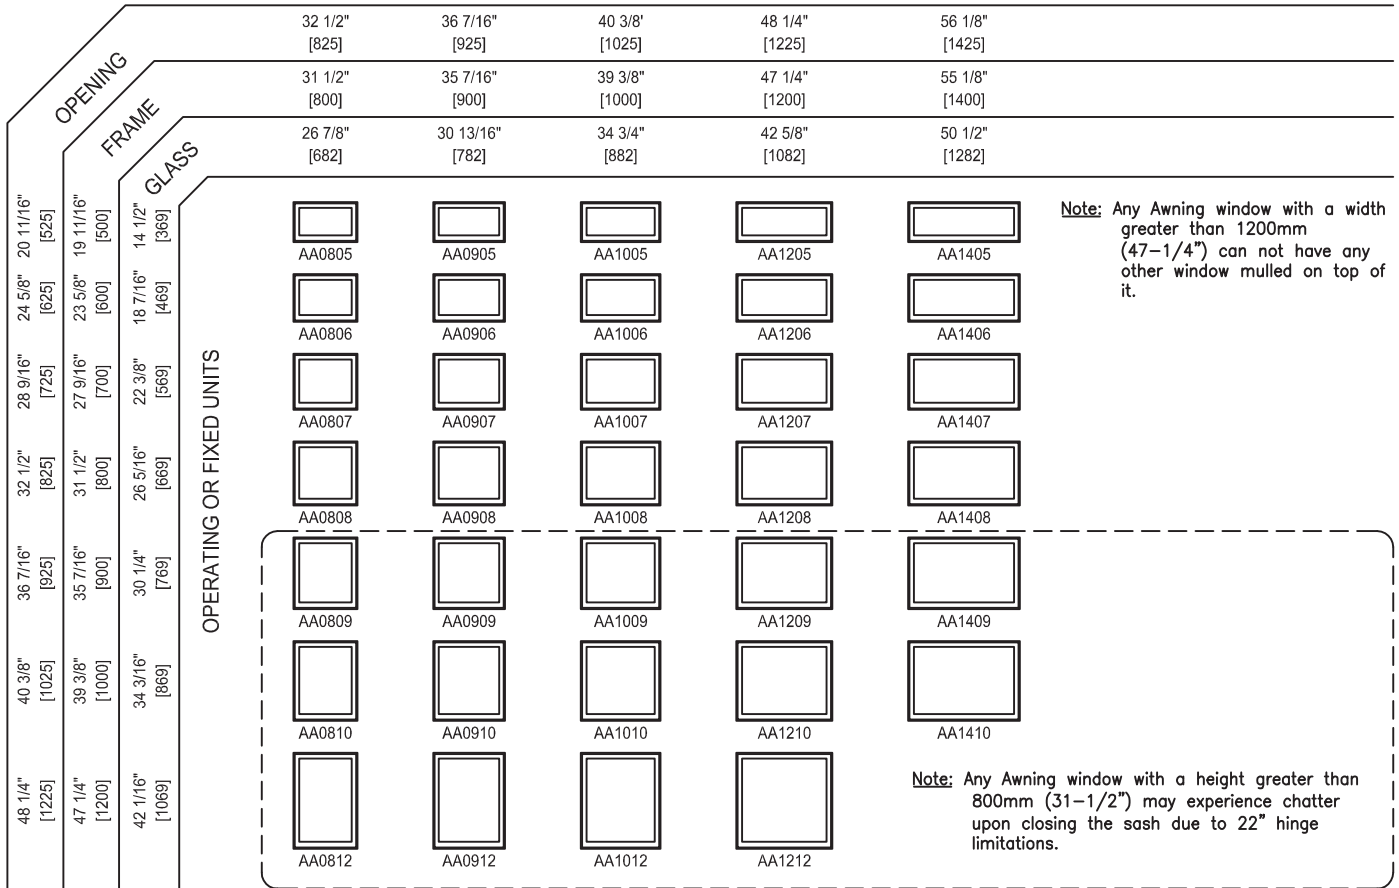 32 1/2" 36 7/16" 40 3/8' 48 1/4" 56 1/8"
[825] [925] [1025] [1225] [1425]
OPENING
31 1/2" 35 7/16" 39 3/8" 47 1/4" 55 1/8"
[800] [900] [1000] [1200] [1400]
FRAME
26 7/8" 30 13/16" 34 3/4" 42 5/8" 50 1/2"
[682] [782] [882] [1082] [1282]
GLASS
20 11/16" [525] 19 11/16" [500] 14 1/2" [369]
AA0805 AA0905 AA1005 AA1205 AA1405
Note: Any Awning window with a width
greater than 1200mm
(47-1/4") can not have any
other window mulled on top of
it.
24 5/8" [625] 23 5/8" [600] 18 7/16" [469]
AA0806 AA0906 AA1006 AA1206 AA1406
28 9/16" [725] 27 9/16" [700] 22 3/8" [569]
AA0807 AA0907 AA1007 AA1207 AA1407
OPERATING OR FIXED UNITS
32 1/2" [825] 31 1/2" [800] 26 5/16" [669]
AA0808 AA0908 AA1008 AA1208 AA1408
36 7/16" [925] 35 7/16" [900] 30 1/4" [769]
AA0809 AA0909 AA1009 AA1209 AA1409
40 3/8" [1025] 39 3/8" [1000] 34 3/16" [869]
AA0810 AA0910 AA1010 AA1210 AA1410
48 1/4" [1225] 47 1/4" [1200] 42 1/16" [1069]
Note: Any Awning window with a height greater than
800mm (31-1/2") may experience chatter
upon closing the sash due to 22" hinge
limitations.
AA0812 AA0912 AA1012 AA1212